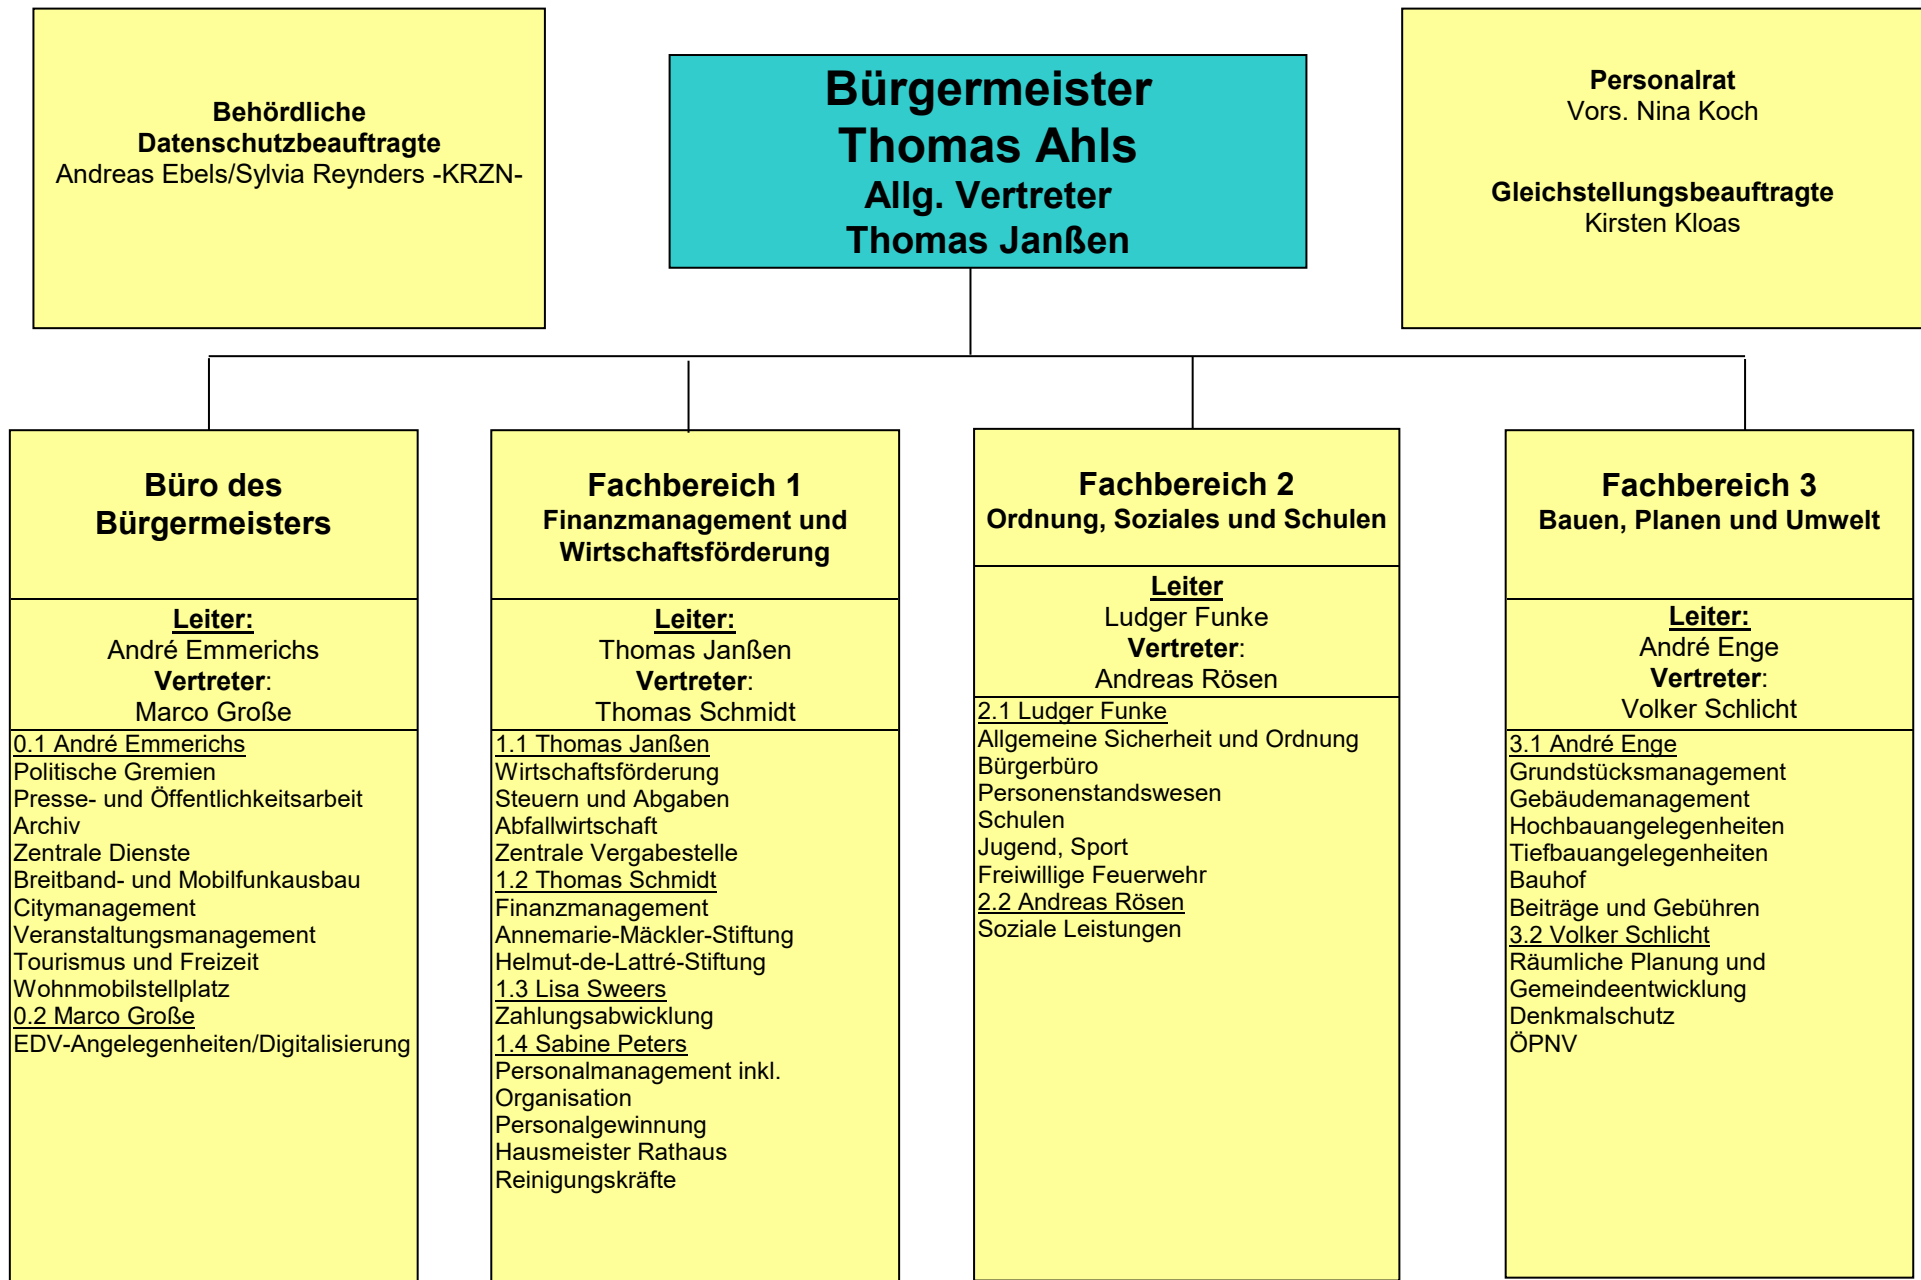 Behördliche
Datenschutzbeauftragte
Andreas Ebels/Sylvia Reynders -KRZN-
Bürgermeister
Thomas Ahls
Allg. Vertreter
Thomas Janßen
Personalrat
Vors. Nina Koch
Gleichstellungsbeauftragte
Kirsten Kloas
Büro des
Bürgermeisters
Leiter:
André Emmerichs
Vertreter:
Marco Große
0.1 André Emmerichs
Politische Gremien
Presse- und Öffentlichkeitsarbeit
Archiv
Zentrale Dienste
Breitband- und Mobilfunkausbau
Citymanagement
Veranstaltungsmanagement
Tourismus und Freizeit
Wohnmobilstellplatz
0.2 Marco Große
EDV-Angelegenheiten/Digitalisierung
Fachbereich 1
Finanzmanagement und
Wirtschaftsförderung
Leiter:
Thomas Janßen
Vertreter:
Thomas Schmidt
1.1 Thomas Janßen
Wirtschaftsförderung
Steuern und Abgaben
Abfallwirtschaft
Zentrale Vergabestelle
1.2 Thomas Schmidt
Finanzmanagement
Annemarie-Mäckler-Stiftung
Helmut-de-Lattré-Stiftung
1.3 Lisa Sweers
Zahlungsabwicklung
1.4 Sabine Peters
Personalmanagement inkl.
Organisation
Personalgewinnung
Hausmeister Rathaus
Reinigungskräfte
Fachbereich 2
Ordnung, Soziales und Schulen
Leiter
Ludger Funke
Vertreter:
Andreas Rösen
2.1 Ludger Funke
Allgemeine Sicherheit und Ordnung
Bürgerbüro
Personenstandswesen
Schulen
Jugend, Sport
Freiwillige Feuerwehr
2.2 Andreas Rösen
Soziale Leistungen
Fachbereich 3
Bauen, Planen und Umwelt
Leiter:
André Enge
Vertreter:
Volker Schlicht
3.1 André Enge
Grundstücksmanagement
Gebäudemanagement
Hochbauangelegenheiten
Tiefbauangelegenheiten
Bauhof
Beiträge und Gebühren
3.2 Volker Schlicht
Räumliche Planung und
Gemeindeentwicklung
Denkmalschutz
ÖPNV